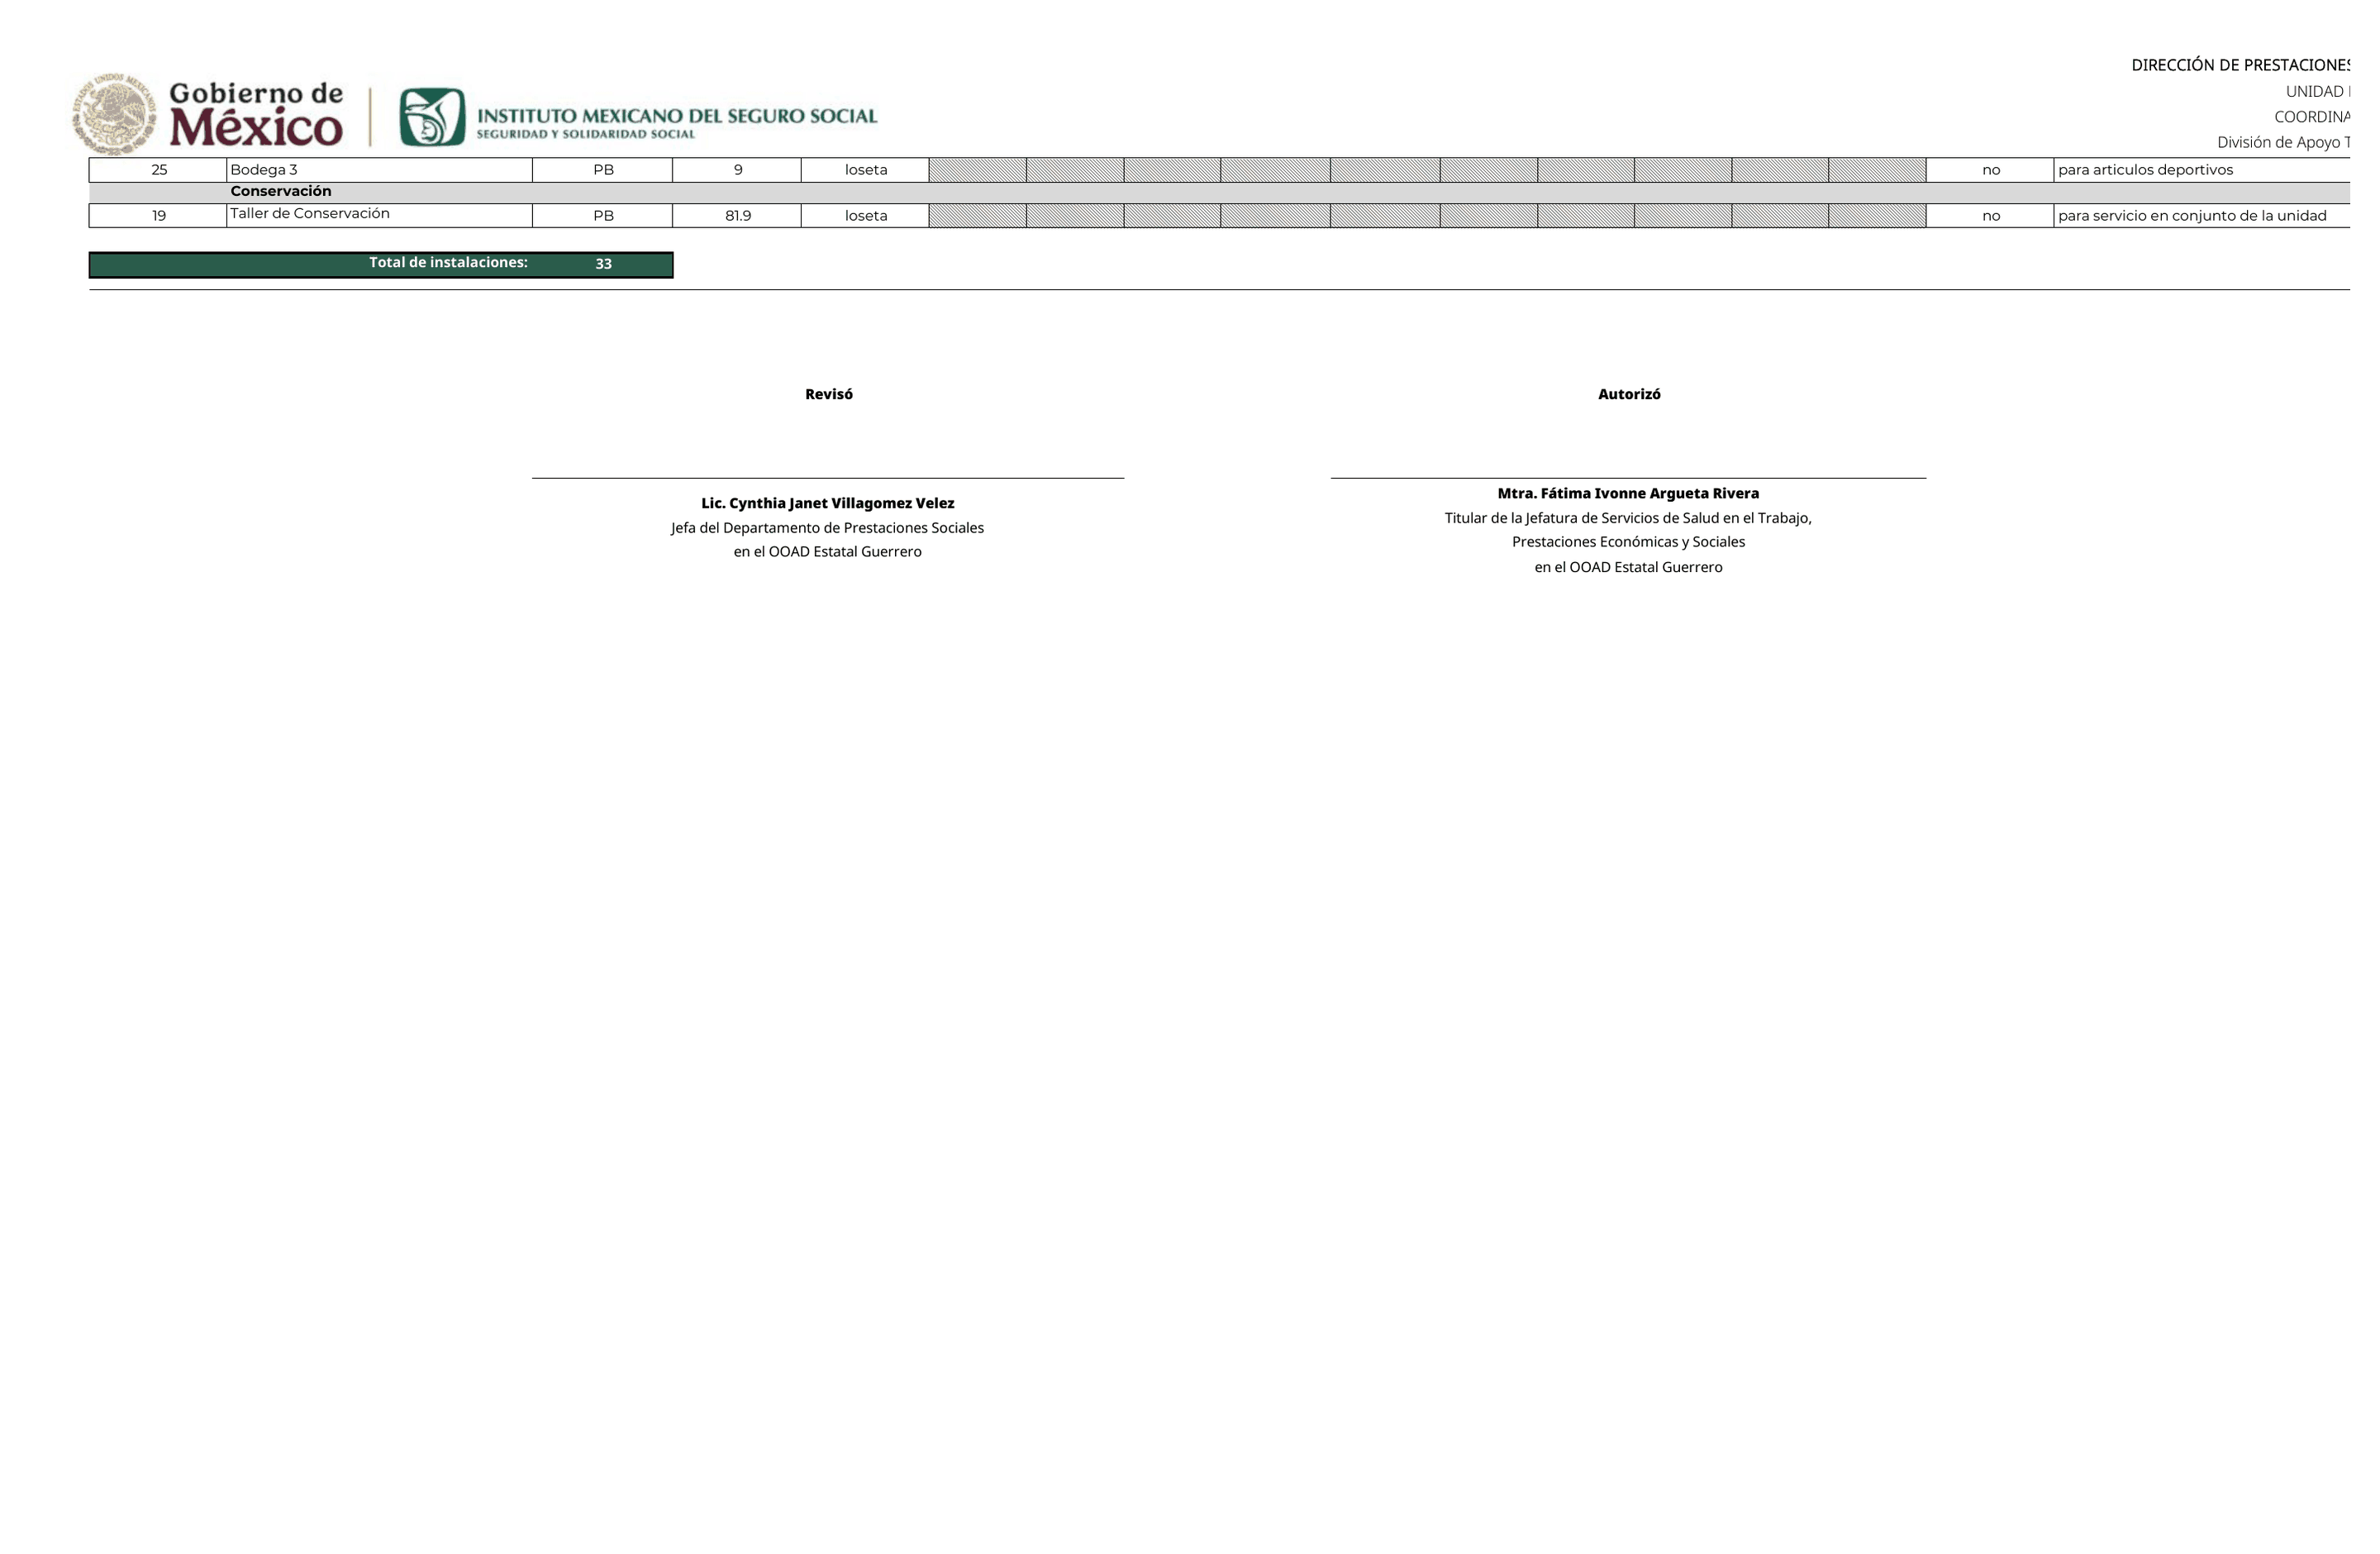 DIRECCIÓN DE PRESTACIONES
UNIDAD
COORDINA
División de Apoyo T
ESTADOS UNIDOS MEXICANOS
Gobierno de
México
INSTITUTO MEXICANO DEL SEGURO SOCIAL
SEGURIDAD Y SOLIDARIDAD SOCIAL
25 Bodega 3 PB 9 loseta no para articulos deportivos
Conservación
19 Taller de Conservación PB 81.9 loseta no para servicio en conjunto de la unidad
Total de instalaciones: 33
Revisó
Autorizó
Lic. Cynthia Janet Villagomez Velez
Jefa del Departamento de Prestaciones Sociales
en el OOAD Estatal Guerrero
Mtra. Fátima Ivonne Argueta Rivera
Titular de la Jefatura de Servicios de Salud en el Trabajo,
Prestaciones Económicas y Sociales
en el OOAD Estatal Guerrero